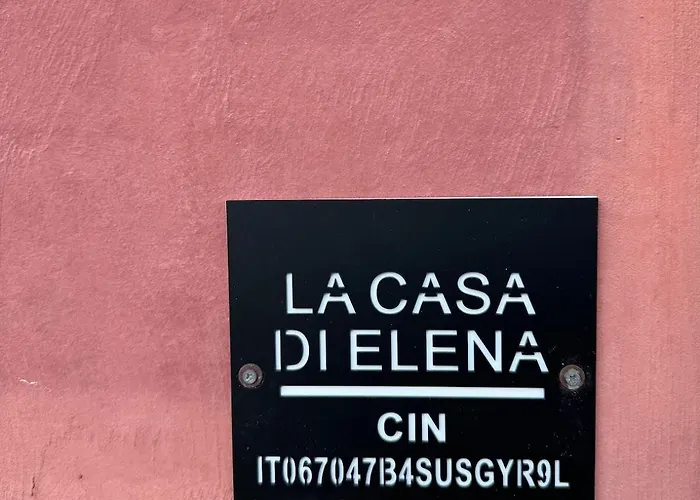 LA CASA
DI ELENA
CIN
IT067047B4SUSGYR9L